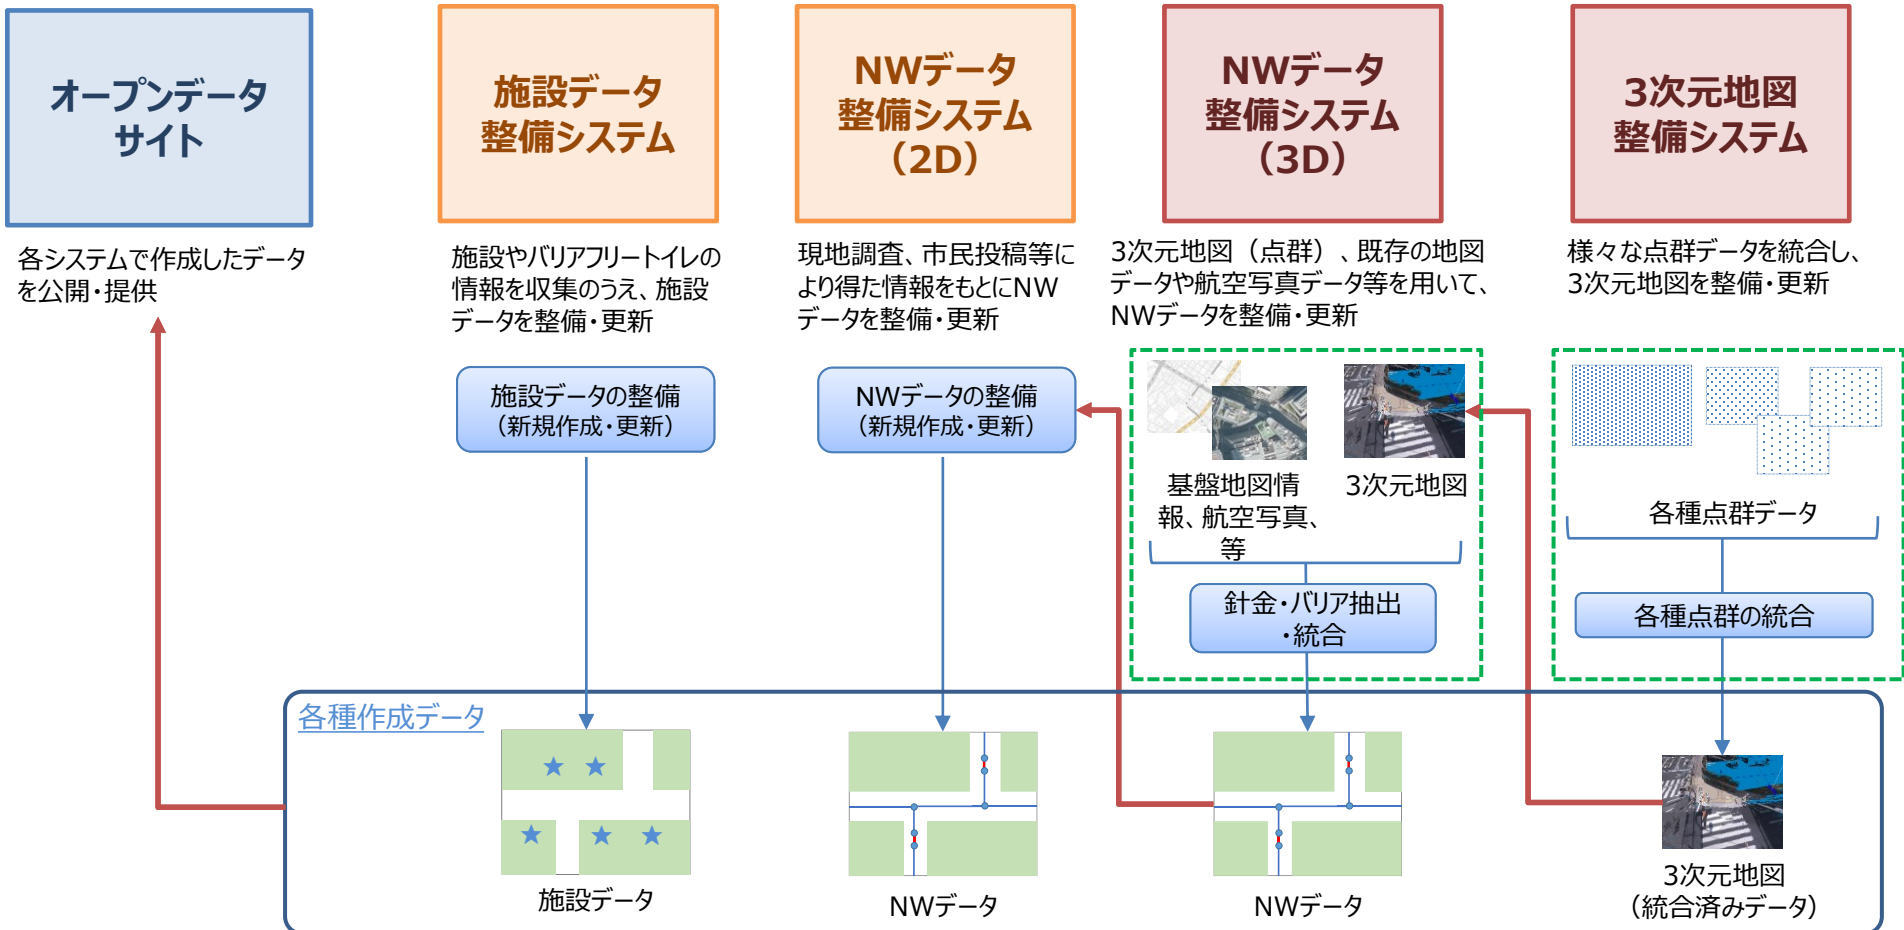 オープンデータ
サイト
施設データ
整備システム
NWデータ
整備システム
（2D）
NWデータ
整備システム
（3D）
3次元地図
整備システム
各システムで作成したデータ
を公開・提供
施設やバリアフリートイレの
情報を収集のうえ、施設
データを整備・更新
現地調査、市民投稿等に
より得た情報をもとにNW
データを整備・更新
3次元地図（点群）、既存の地図
データや航空写真データ等を用いて、
NWデータを整備・更新
様々な点群データを統合し、
3次元地図を整備・更新
施設データの整備
（新規作成・更新）
NWデータの整備
（新規作成・更新）
基盤地図情
報、航空写真、
等
3次元地図
各種点群データ
針金・バリア抽出
・統合
各種点群の統合
各種作成データ
施設データ
NWデータ
NWデータ
3次元地図
（統合済みデータ）